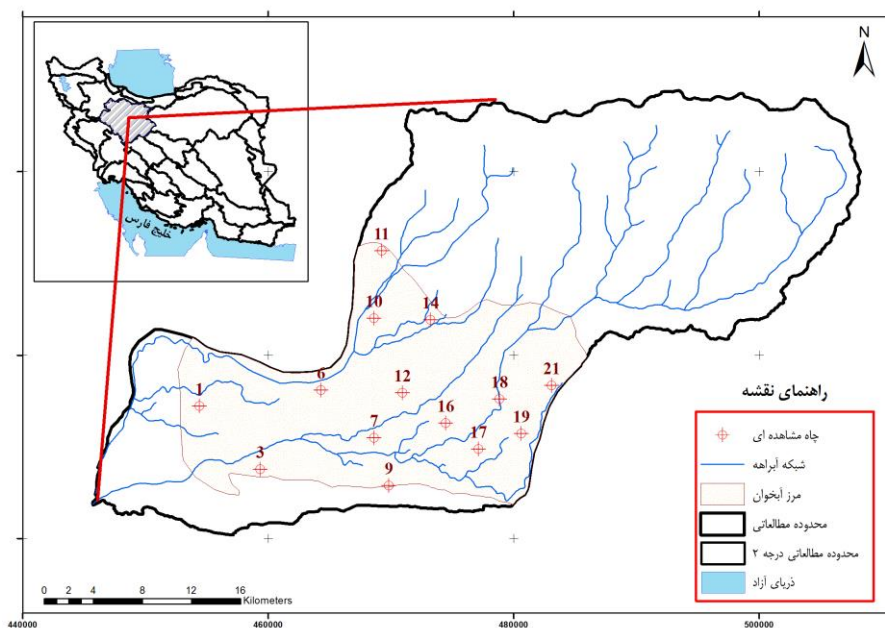 N
خلیج فارس
11
10
14
6
12
21
1
18
16
7
19
17
3
9
راهنمای نقشه
چاه مشاهده ای
شبکه آبراهه
مرز آبخوان
محدوده مطالعاتی
محدوده مطالعاتی درجه ۲
ذریای آزاد
0 2 4 8 12 16
Kilometers
440000 460000 480000 500000